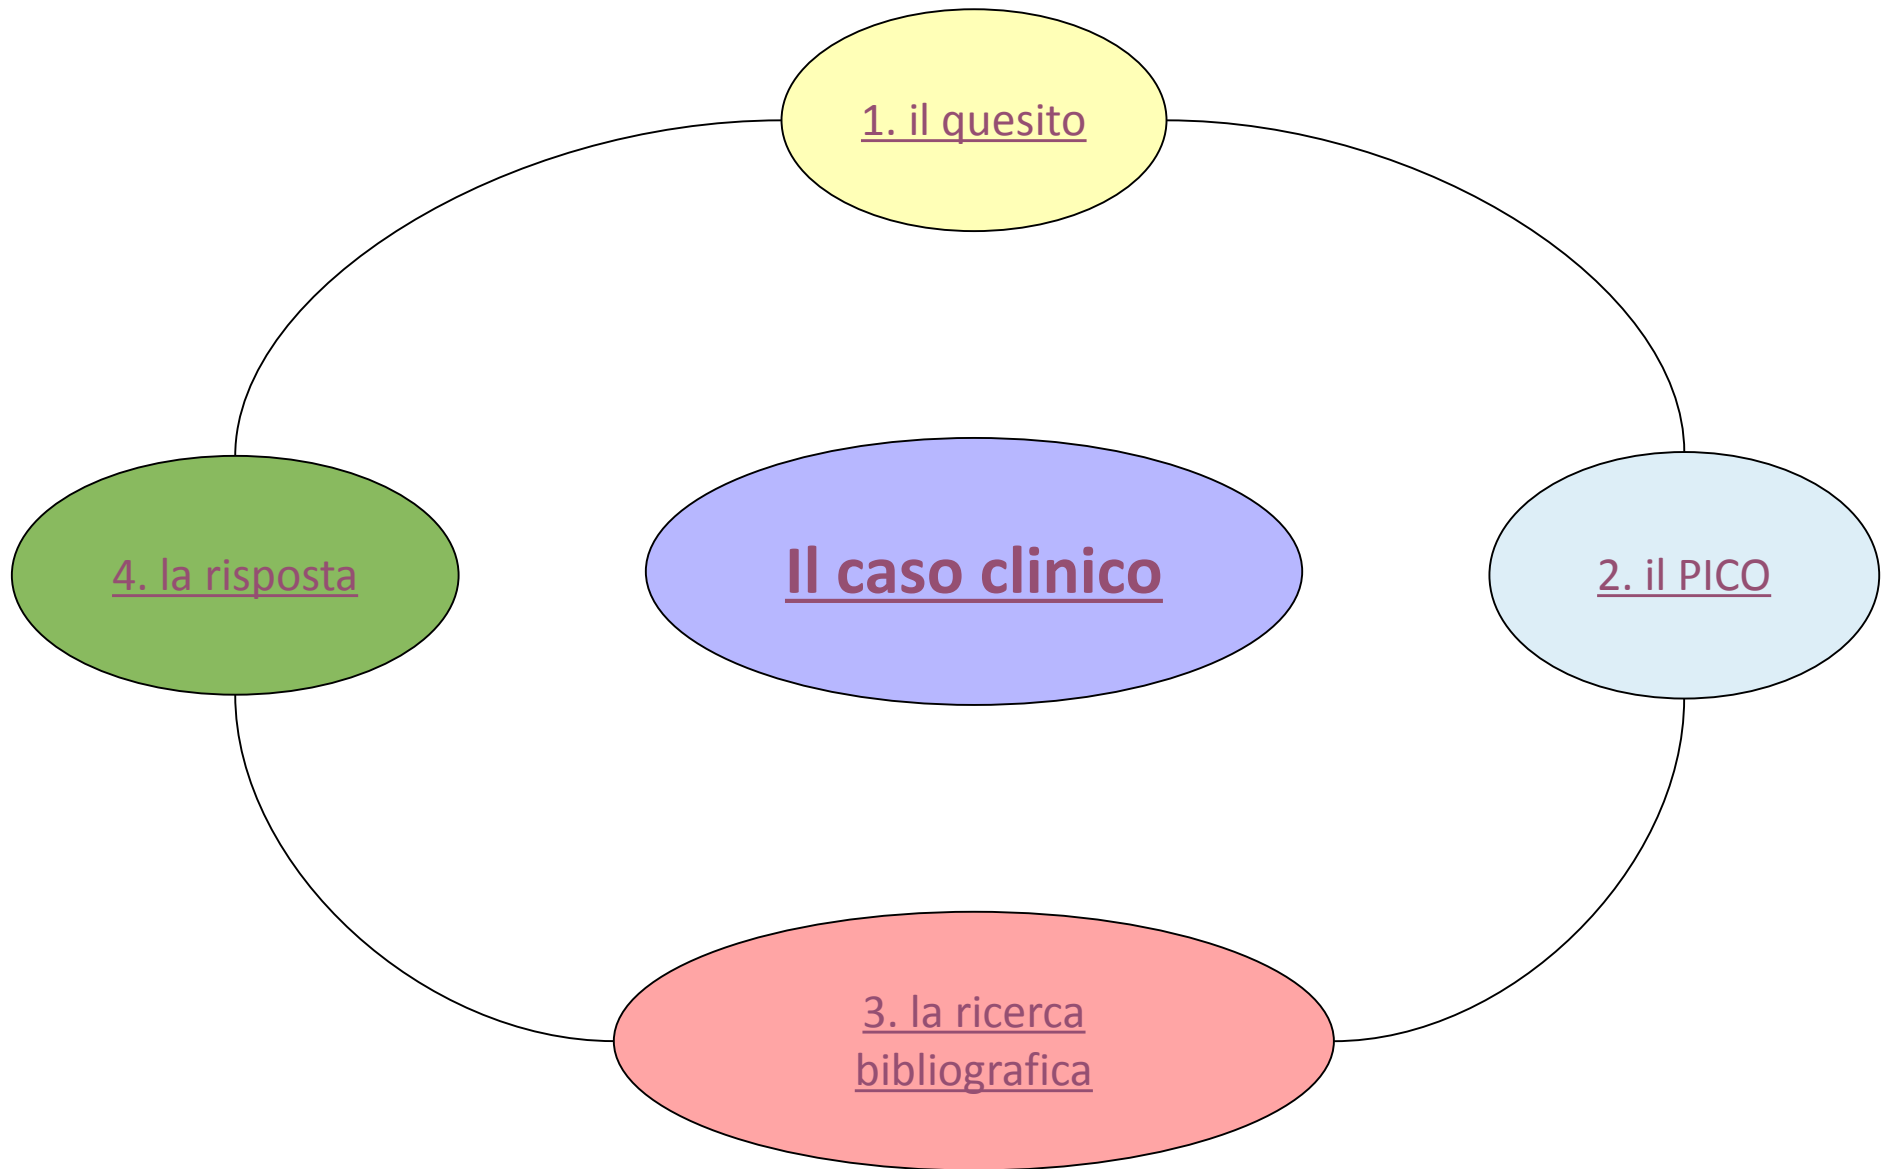 1. il quesito
4. la risposta
Il caso clinico
2. il PICO
3. la ricerca
bibliografica